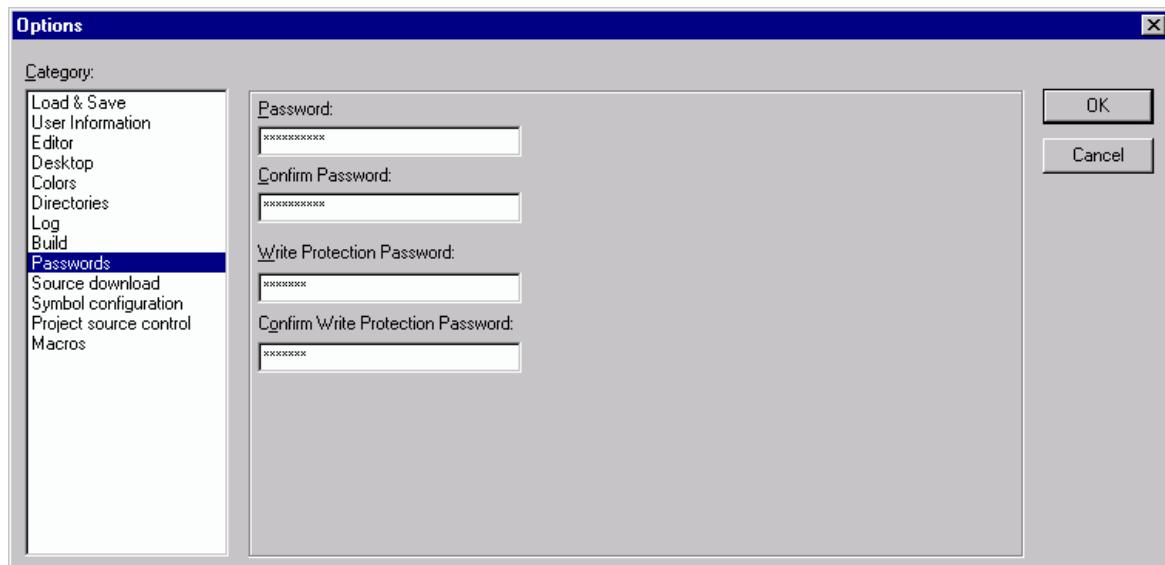 Options
Category:
Load & Save
User Information
Editor
Desktop
Colors
Directories
Log
Build
Passwords
Source download
Symbol configuration
Project source control
Macros
Password:
**********
Confirm Password:
**********
Write Protection Password:
*******
Confirm Write Protection Password:
*******
OK
Cancel